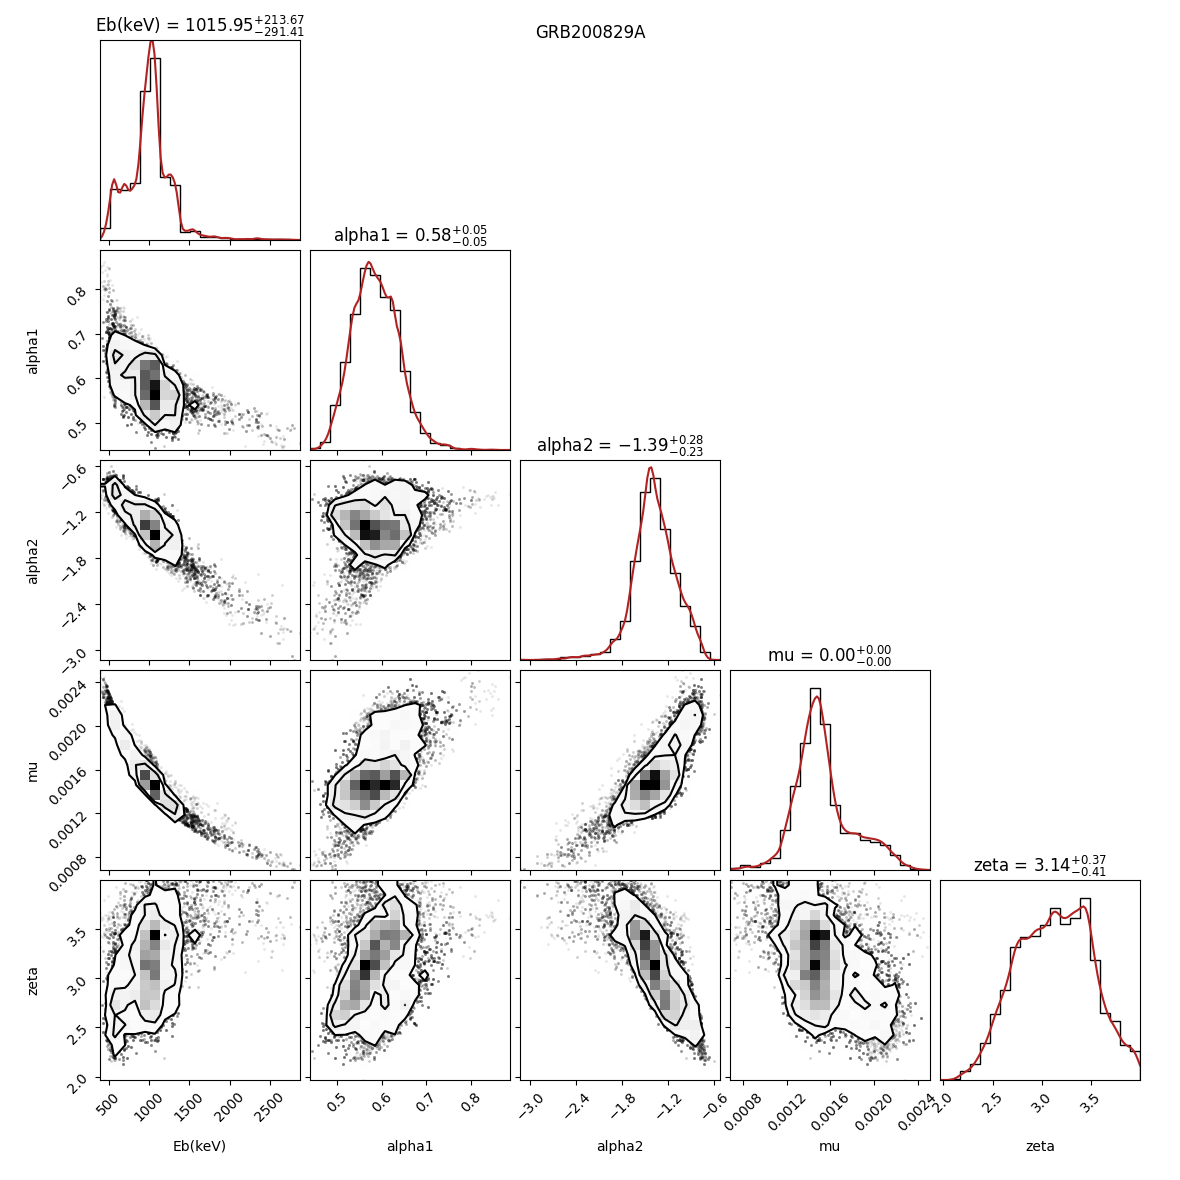 Eb(keV) = 1015.95+213.67 −291.41
GRB200829A
alpha1 = 0.58+0.05 −0.05
0.8
0.7
0.6
0.5
alpha1
alpha2 = −1.39+0.28 −0.23
−0.6
−1.2
−1.8
−2.4
−3.0
alpha2
mu = 0.00+0.00 −0.00
0.0024
0.0020
0.0016
0.0012
0.0008
mu
zeta = 3.14+0.37 −0.41
3.5
3.0
2.5
2.0
zeta
500 1000 1500 2000 2500
0.5 0.6 0.7 0.8
−3.0 −2.4 −1.8 −1.2 −0.6
0.0008 0.0012 0.0016 0.0020 0.0024
2.0 2.5 3.0 3.5
Eb(keV) alpha1 alpha2 mu zeta